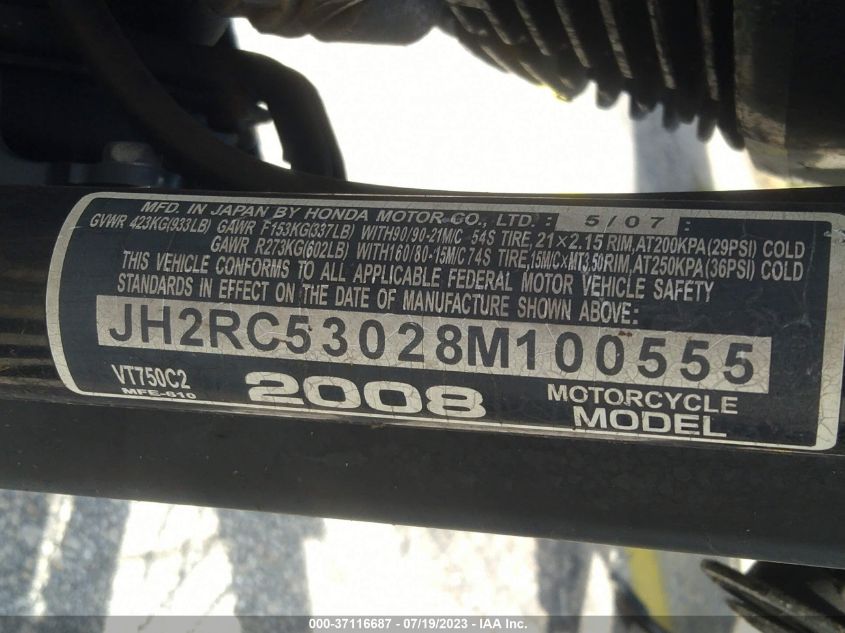 MFD. IN JAPAN BY HONDA MOTOR CO., LTD. : 5/07 :
GVWR 423KG(933LB) GAWR F153KG(337LB) WITH90/90-21M/C 54S TIRE, 21×2.15 RIM, AT200KPA(29PSI) COLD
GAWR R273KG(602LB) WITH160/80-15M/C 74S TIRE, 15M/C×MT3.50RIM, AT250KPA(36PSI) COLD
THIS VEHICLE CONFORMS TO ALL APPLICABLE FEDERAL MOTOR VEHICLE SAFETY
STANDARDS IN EFFECT ON THE DATE OF MANUFACTURE SHOWN ABOVE:
JH2RC53028M100555
VT750C2 2008 MOTORCYCLE
MFE-610 MODEL
000-37116687 - 07/19/2023 - IAA Inc.